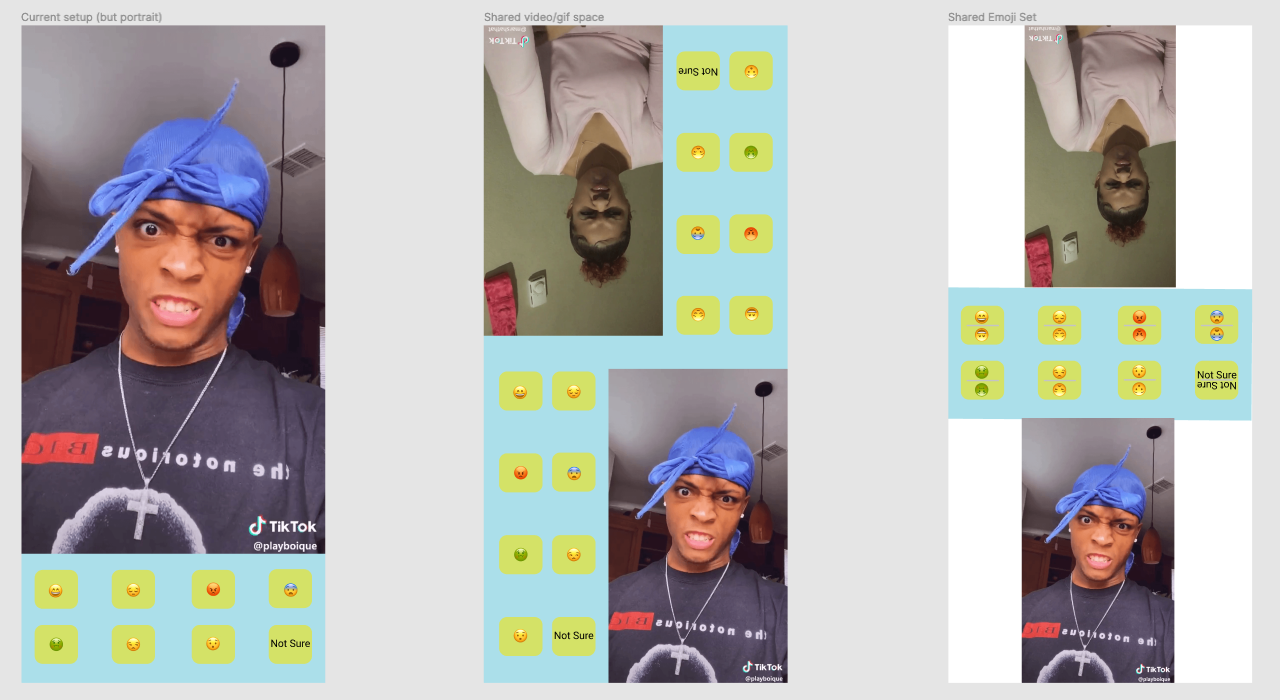 Current setup (but portrait)
the notorious
BIG
TikTok
@playboique
Not Sure
Shared video/gif space
TikTok
Not Sure
Not Sure
the notorious
TikTok
@playboique
Shared Emoji Set
TikTok
Not Sure
Not Sure
the notorious
TikTok
@playboique